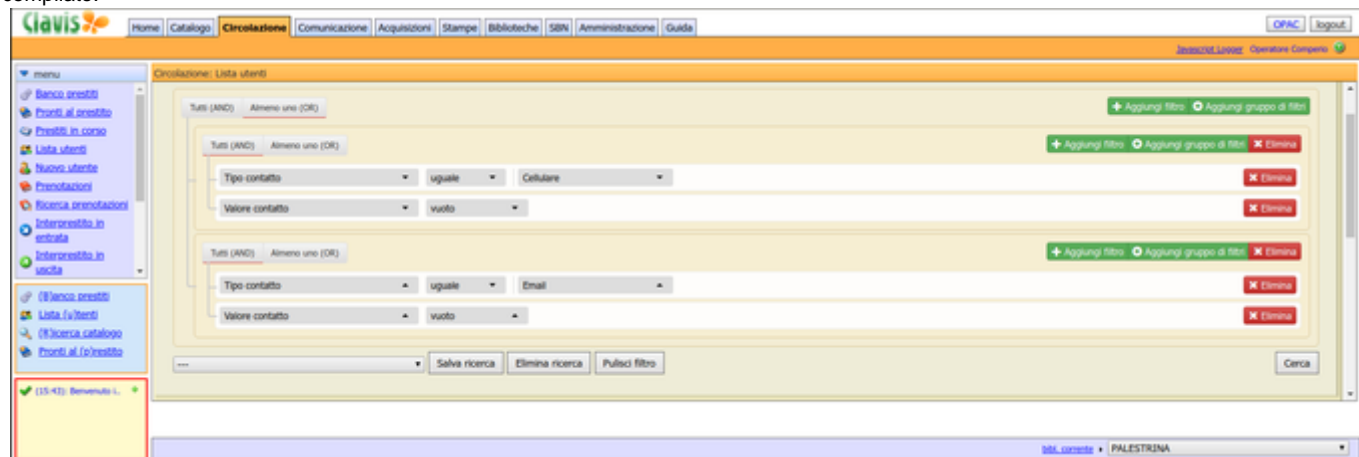 compilato.
Clavis
Home Catalogo Circolazione Comunicazione Acquisizioni Stampe Biblioteche SBN Amministrazione Guida OPAC logout
Javascript Logger Operatore Comperio
menu
Circolazione: Lista utenti
Banco prestiti
Pronti al prestito
Prestiti in corso
Lista utenti
Nuovo utente
Prenotazioni
Ricerca prenotazioni
Interprestito in
entrata
Interprestito in
uscita
(B)anco prestiti
Lista (u)tenti
(R)icerca catalogo
Pronti al (p)restito
(15:43): Benvenuto i..
Tutti (AND) Almeno uno (OR) Aggiungi filtro Aggiungi gruppo di filtri
Tutti (AND) Almeno uno (OR) Aggiungi filtro Aggiungi gruppo di filtri Elimina
Tipo contatto uguale Cellulare Elimina
Valore contatto vuoto Elimina
Tutti (AND) Almeno uno (OR) Aggiungi filtro Aggiungi gruppo di filtri Elimina
Tipo contatto uguale Email Elimina
Valore contatto vuoto Elimina
--- Salva ricerca Elimina ricerca Pulisci filtro Cerca
bibl. corrente PALESTRINA